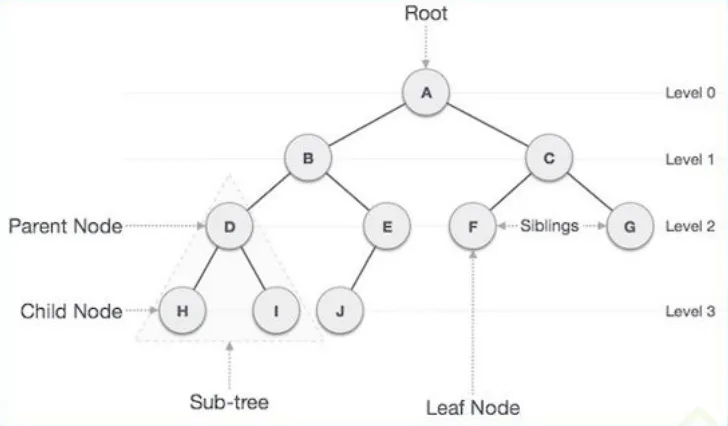 Root
A
Level 0
B
C
Level 1
Parent Node
D
E
F
Siblings
G
Level 2
Child Node
H
I
J
Level 3
Sub-tree
Leaf Node